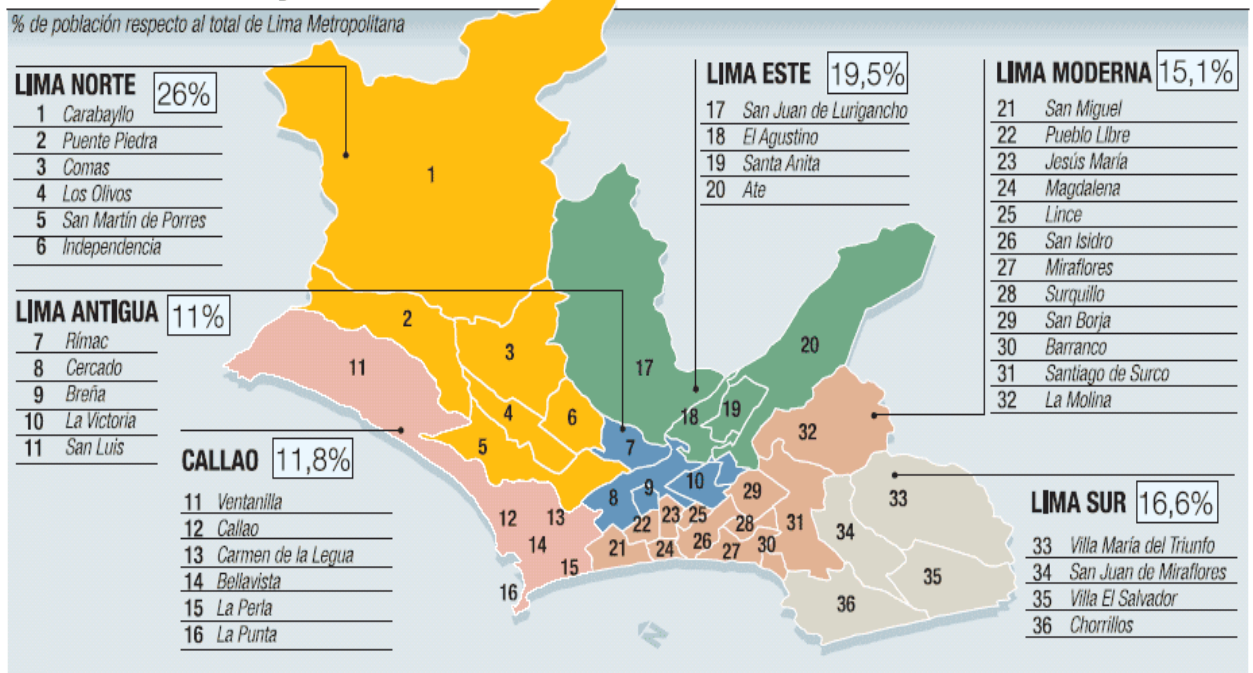 % de población respecto al total de Lima Metropolitana
LIMA NORTE 26%
1 Carabayllo
2 Puente Piedra
3 Comas
4 Los Olivos
5 San Martín de Porres
6 Independencia
LIMA ANTIGUA 11%
7 Rímac
8 Cercado
9 Breña
10 La Victoria
11 San Luis
CALLAO 11,8%
11 Ventanilla
12 Callao
13 Carmen de la Legua
14 Bellavista
15 La Perla
16 La Punta
LIMA ESTE 19,5%
17 San Juan de Lurigancho
18 El Agustino
19 Santa Anita
20 Ate
LIMA MODERNA 15,1%
21 San Miguel
22 Pueblo LIbre
23 Jesús María
24 Magdalena
25 Lince
26 San Isidro
27 Miraflores
28 Surquillo
29 San Borja
30 Barranco
31 Santiago de Surco
32 La Molina
LIMA SUR 16,6%
33 Villa María del Triunfo
34 San Juan de Miraflores
35 Villa El Salvador
36 Chorrillos
1
2
3
4
5
6
11
17
20
18
19
7
8
9
10
32
12
13
14
15
16
22
23
25
29
28
31
21
24
26
27
30
33
34
35
36
N